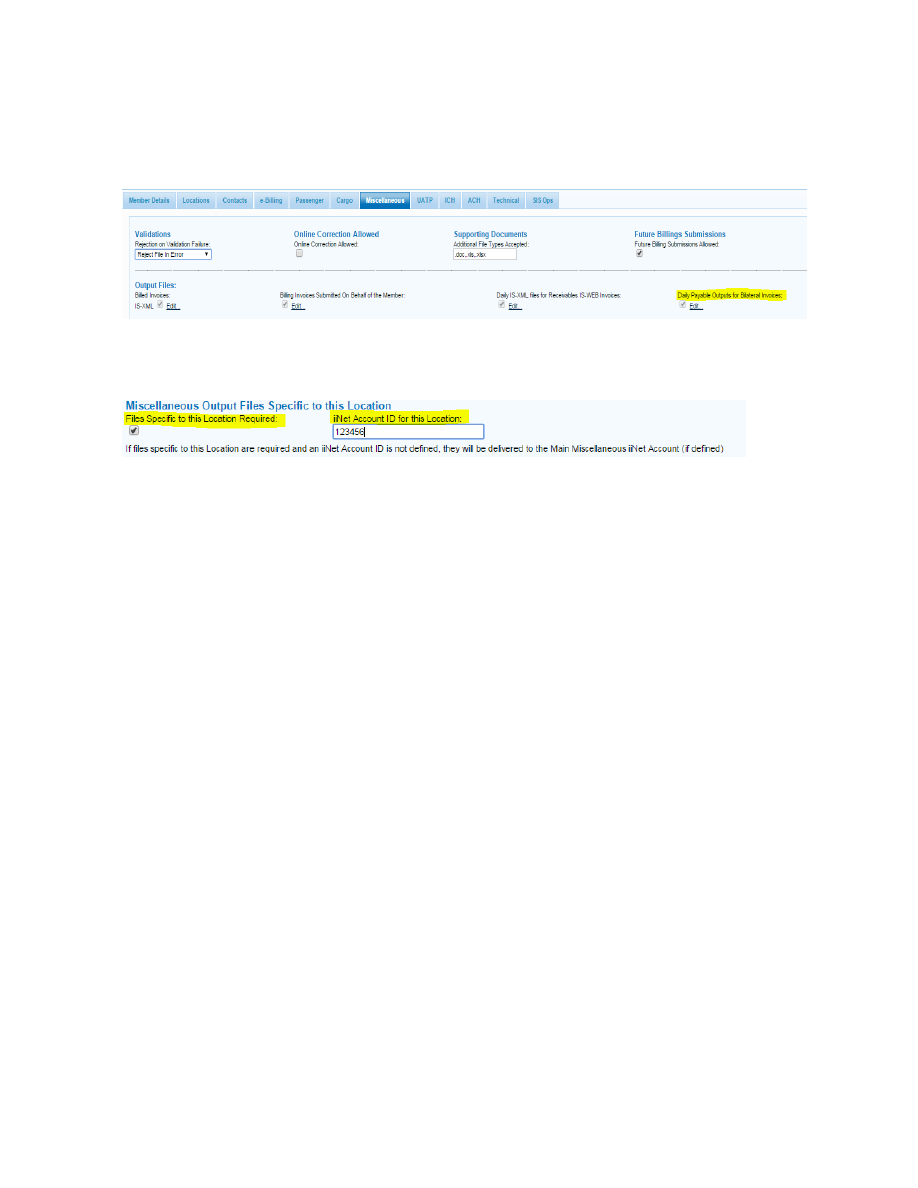 Member Details Locations Contacts e-Billing Passenger Cargo Miscellaneous UATP ICH ACH Technical SIS Ops
Validations Online Correction Allowed Supporting Documents Future Billings Submissions
Rejection on Validation Failure: Online Correction Allowed: Additional File Types Accepted: Future Billing Submissions Allowed:
Reject File In Error .doc,.xls,.xlsx
Output Files:
Billed Invoices: Billing Invoices Submitted On Behalf of the Member: Daily IS-XML files for Receivables IS-WEB Invoices: Daily Payable Outputs for Bilateral Invoices:
IS-XML Edit... Edit... Edit... Edit...
Miscellaneous Output Files Specific to this Location
Files Specific to this Location Required: iiNet Account ID for this Location:
123456
If files specific to this Location are required and an iiNet Account ID is not defined, they will be delivered to the Main Miscellaneous iiNet Account (if defined)